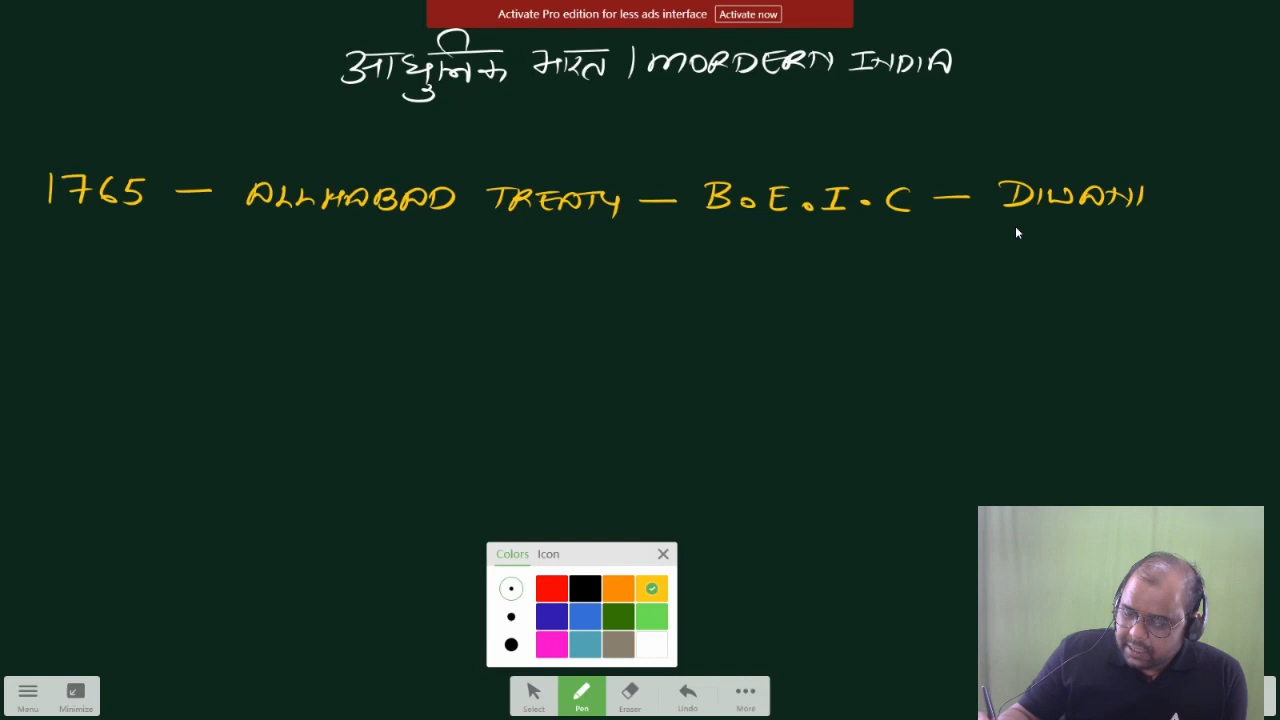 Activate Pro edition for less ads interface Activate now
आधुनिक भारत / MORDERN INDIA
1765 — ALLHABAD TREATY — B.E.I.C — DIWANI
Colors Icon
Menu Minimize Select Pen Eraser Undo More